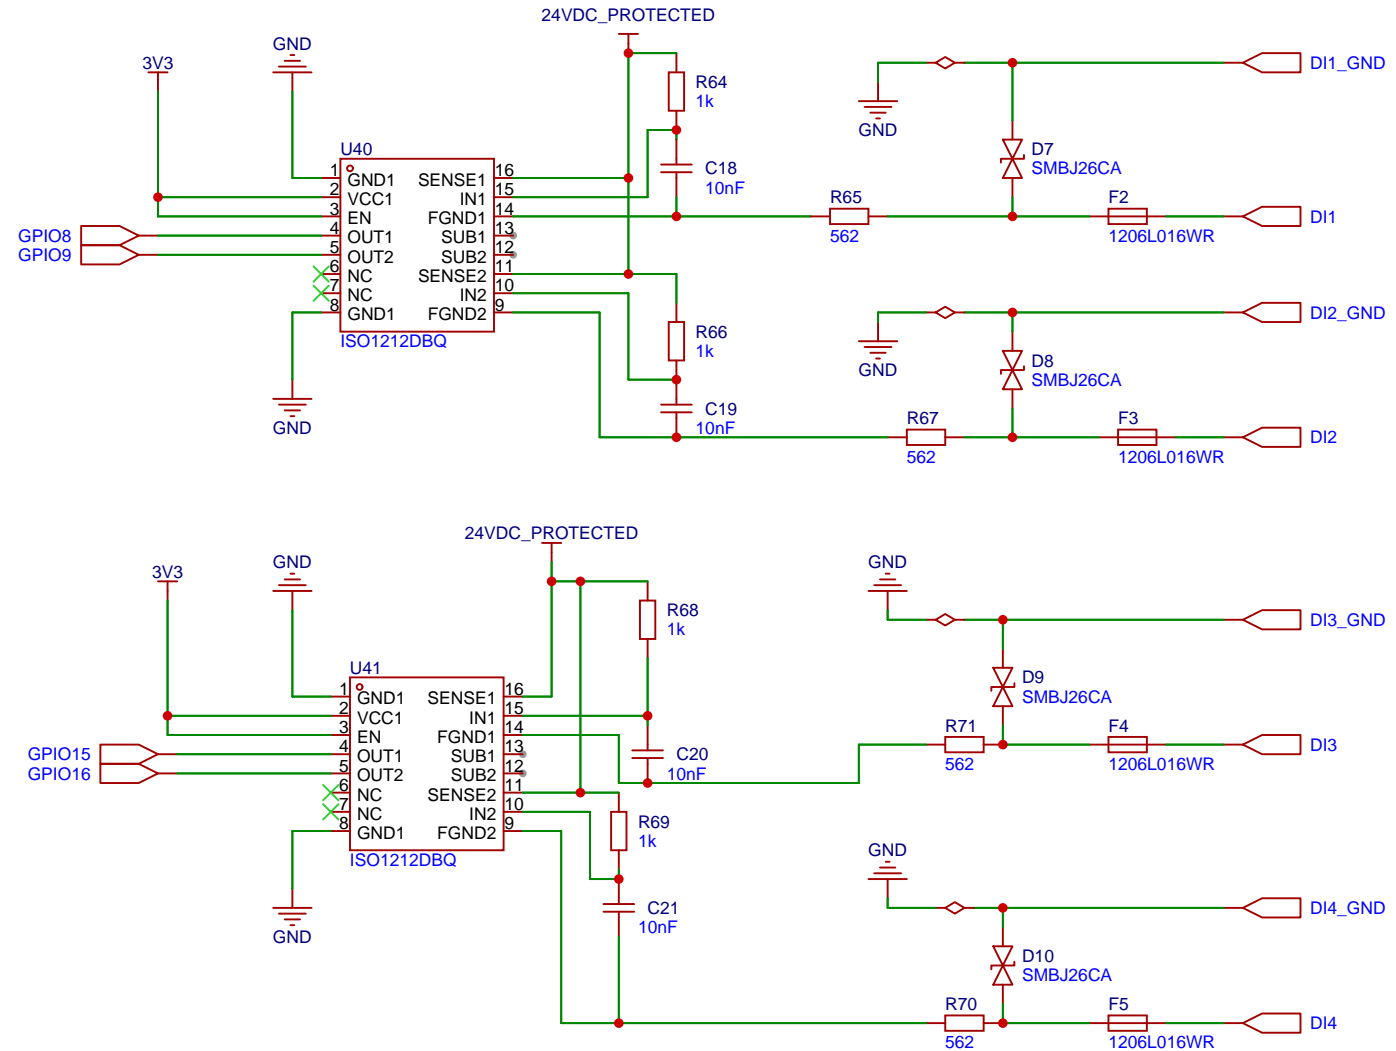 24VDC_PROTECTED
GND
3V3
R64
1k
DI1_GND
GND
U40
D7
SMBJ26CA
C18
10nF
1 GND1 SENSE1 16
2 VCC1 IN1 15
3 EN FGND1 14
4 OUT1 SUB1 13
5 OUT2 SUB2 12
6 NC SENSE2 11
7 NC IN2 10
8 GND1 FGND2 9
ISO1212DBQ
GPIO8
GPIO9
R65
562
F2
1206L016WR
DI1
DI2_GND
GND
R66
1k
D8
SMBJ26CA
C19
10nF
GND
R67
562
F3
1206L016WR
DI2
24VDC_PROTECTED
GND
3V3
GND
R68
1k
DI3_GND
U41
D9
SMBJ26CA
1 GND1 SENSE1 16
2 VCC1 IN1 15
3 EN FGND1 14
4 OUT1 SUB1 13
5 OUT2 SUB2 12
6 NC SENSE2 11
7 NC IN2 10
8 GND1 FGND2 9
ISO1212DBQ
GPIO15
GPIO16
C20
10nF
R71
562
F4
1206L016WR
DI3
R69
1k
GND
C21
10nF
GND
DI4_GND
D10
SMBJ26CA
R70
562
F5
1206L016WR
DI4